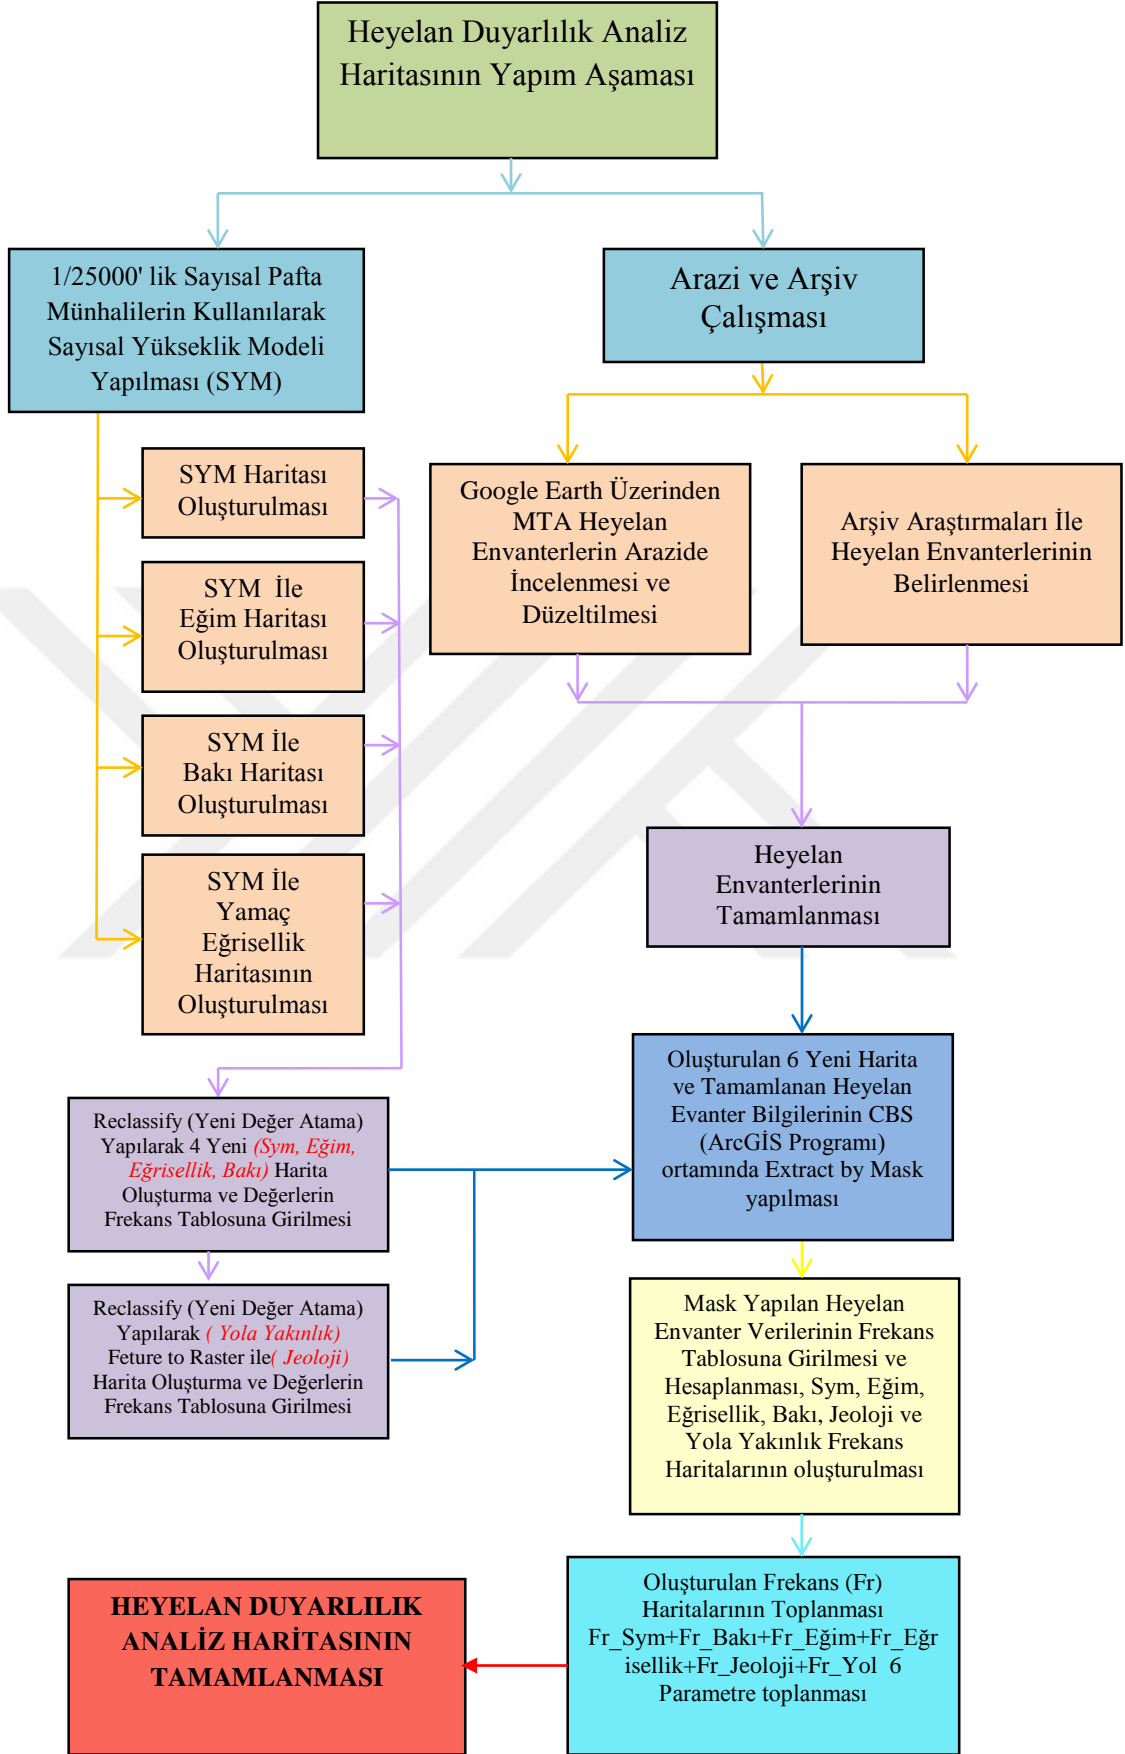 Heyelan Duyarlılık Analiz
Haritasının Yapım Aşaması
1/25000' lik Sayısal Pafta
Münhalilerin Kullanılarak
Sayısal Yükseklik Modeli
Yapılması (SYM)
Arazi ve Arşiv
Çalışması
SYM Haritası
Oluşturulması
SYM İle
Eğim Haritası
Oluşturulması
SYM İle
Bakı Haritası
Oluşturulması
SYM İle
Yamaç
Eğrisellik
Haritasının
Oluşturulması
Google Earth Üzerinden
MTA Heyelan
Envanterlerin Arazide
İncelenmesi ve
Düzeltilmesi
Arşiv Araştırmaları İle
Heyelan Envanterlerinin
Belirlenmesi
Heyelan
Envanterlerinin
Tamamlanması
Reclassify (Yeni Değer Atama)
Yapılarak 4 Yeni (Sym, Eğim,
Eğrisellik, Bakı) Harita
Oluşturma ve Değerlerin
Frekans Tablosuna Girilmesi
Reclassify (Yeni Değer Atama)
Yapılarak ( Yola Yakınlık)
Feture to Raster ile( Jeoloji)
Harita Oluşturma ve Değerlerin
Frekans Tablosuna Girilmesi
Oluşturulan 6 Yeni Harita
ve Tamamlanan Heyelan
Evanter Bilgilerinin CBS
(ArcGİS Programı)
ortamında Extract by Mask
yapılması
Mask Yapılan Heyelan
Envanter Verilerinin Frekans
Tablosuna Girilmesi ve
Hesaplanması, Sym, Eğim,
Eğrisellik, Bakı, Jeoloji ve
Yola Yakınlık Frekans
Haritalarının oluşturulması
Oluşturulan Frekans (Fr)
Haritalarının Toplanması
Fr_Sym+Fr_Bakı+Fr_Eğim+Fr_Eğr
isellik+Fr_Jeoloji+Fr_Yol 6
Parametre toplanması
HEYELAN DUYARLILIK
ANALİZ HARİTASININ
TAMAMLANMASI